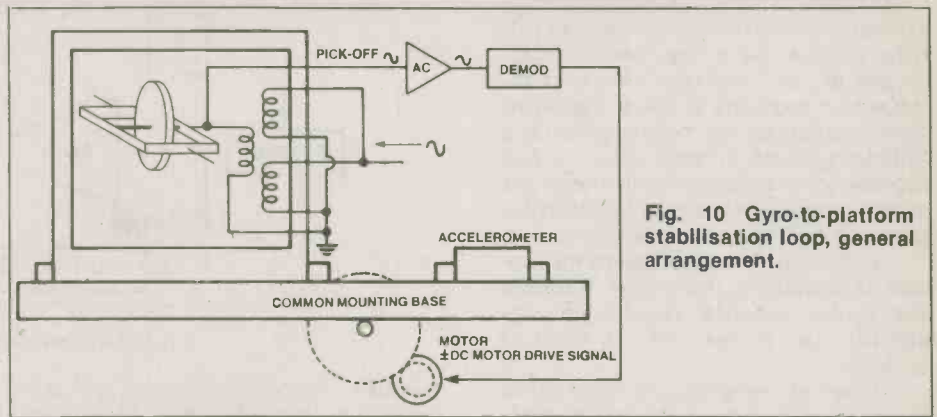 PICK-OFF ~
AC
~
DEMOD
~
Fig. 10 Gyro-to-platform
stabilisation loop, general
arrangement.
ACCELEROMETER
COMMON MOUNTING BASE
MOTOR
±DC MOTOR DRIVE SIGNAL